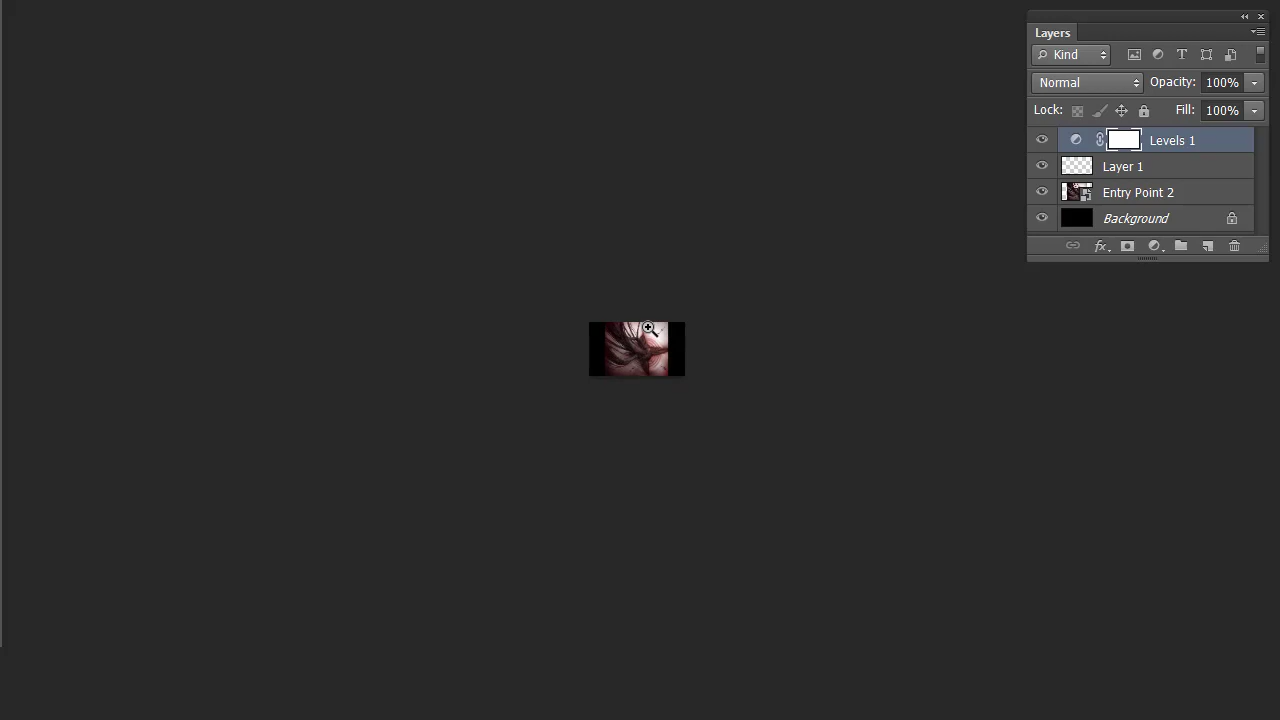 Layers
Kind
Normal Opacity: 100%
Lock: Fill: 100%
Levels 1
Layer 1
Entry Point 2
Background